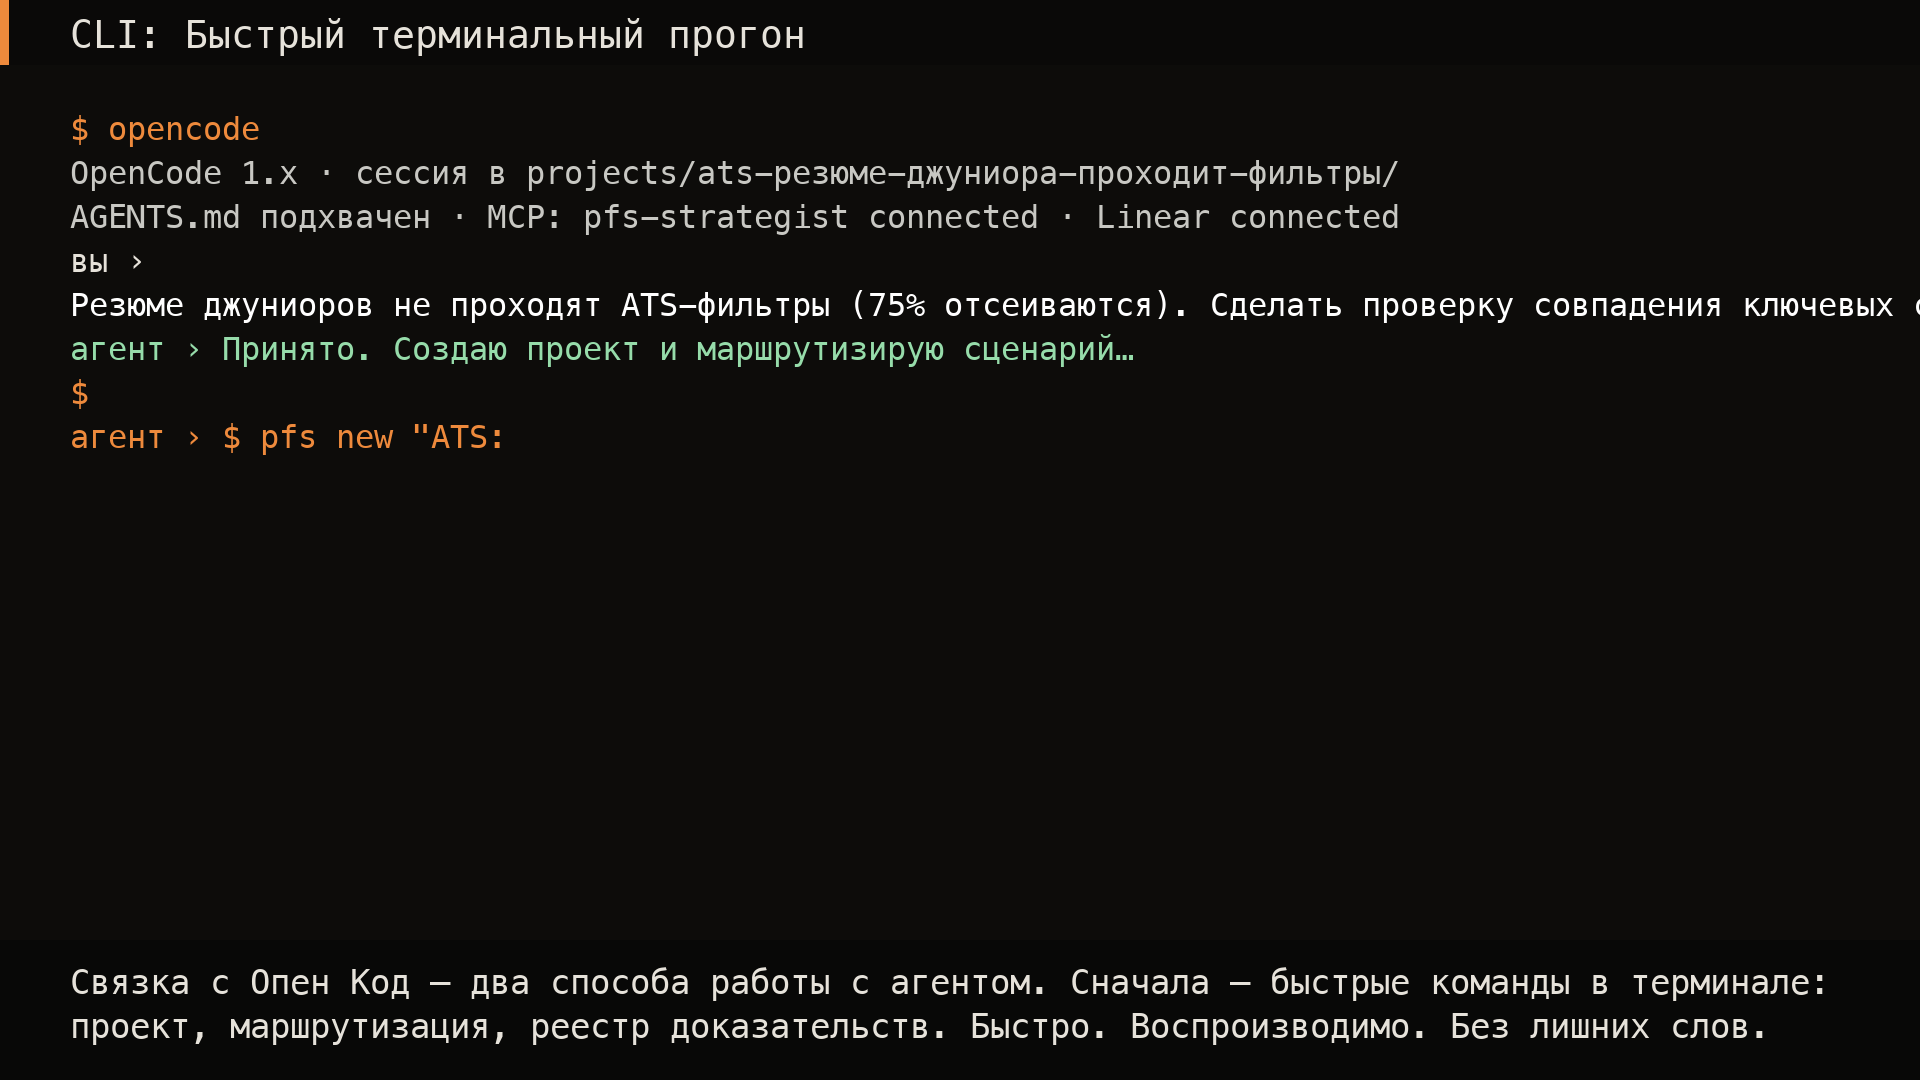 CLI: Быстрый терминальный прогон
$ opencode
OpenCode 1.x · сессия в projects/ats-резюме-джуниора-проходит-фильтры/
AGENTS.md подхвачен · MCP: pfs-strategist connected · Linear connected
вы ›
Резюме джуниоров не проходят ATS-фильтры (75% отсеиваются). Сделать проверку совпадения ключевых
агент › Принято. Создаю проект и маршрутизирую сценарий…
$
агент › $ pfs new "ATS:
Связка с Опен Код — два способа работы с агентом. Сначала — быстрые команды в терминале:
проект, маршрутизация, реестр доказательств. Быстро. Воспроизводимо. Без лишних слов.